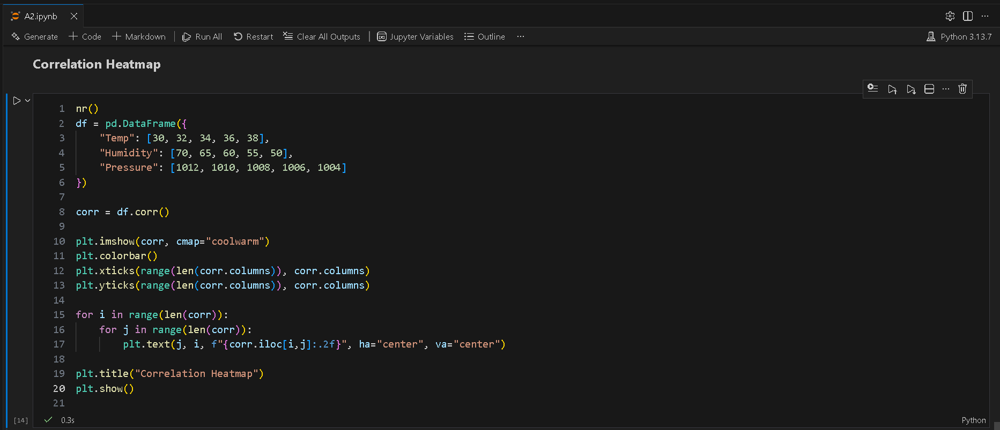 A2.ipynb
Generate + Code + Markdown Run All Restart Clear All Outputs Jupyter Variables Outline ... Python 3.13.7
Correlation Heatmap
1 nr()
2 df = pd.DataFrame({
3     "Temp": [30, 32, 34, 36, 38],
4     "Humidity": [70, 65, 60, 55, 50],
5     "Pressure": [1012, 1010, 1008, 1006, 1004]
6 })
7
8 corr = df.corr()
9
10 plt.imshow(corr, cmap="coolwarm")
11 plt.colorbar()
12 plt.xticks(range(len(corr.columns)), corr.columns)
13 plt.yticks(range(len(corr.columns)), corr.columns)
14
15 for i in range(len(corr)):
16     for j in range(len(corr)):
17         plt.text(j, i, f"{corr.iloc[i,j]:.2f}", ha="center", va="center")
18
19 plt.title("Correlation Heatmap")
20 plt.show()
21
[14] 0.3s Python